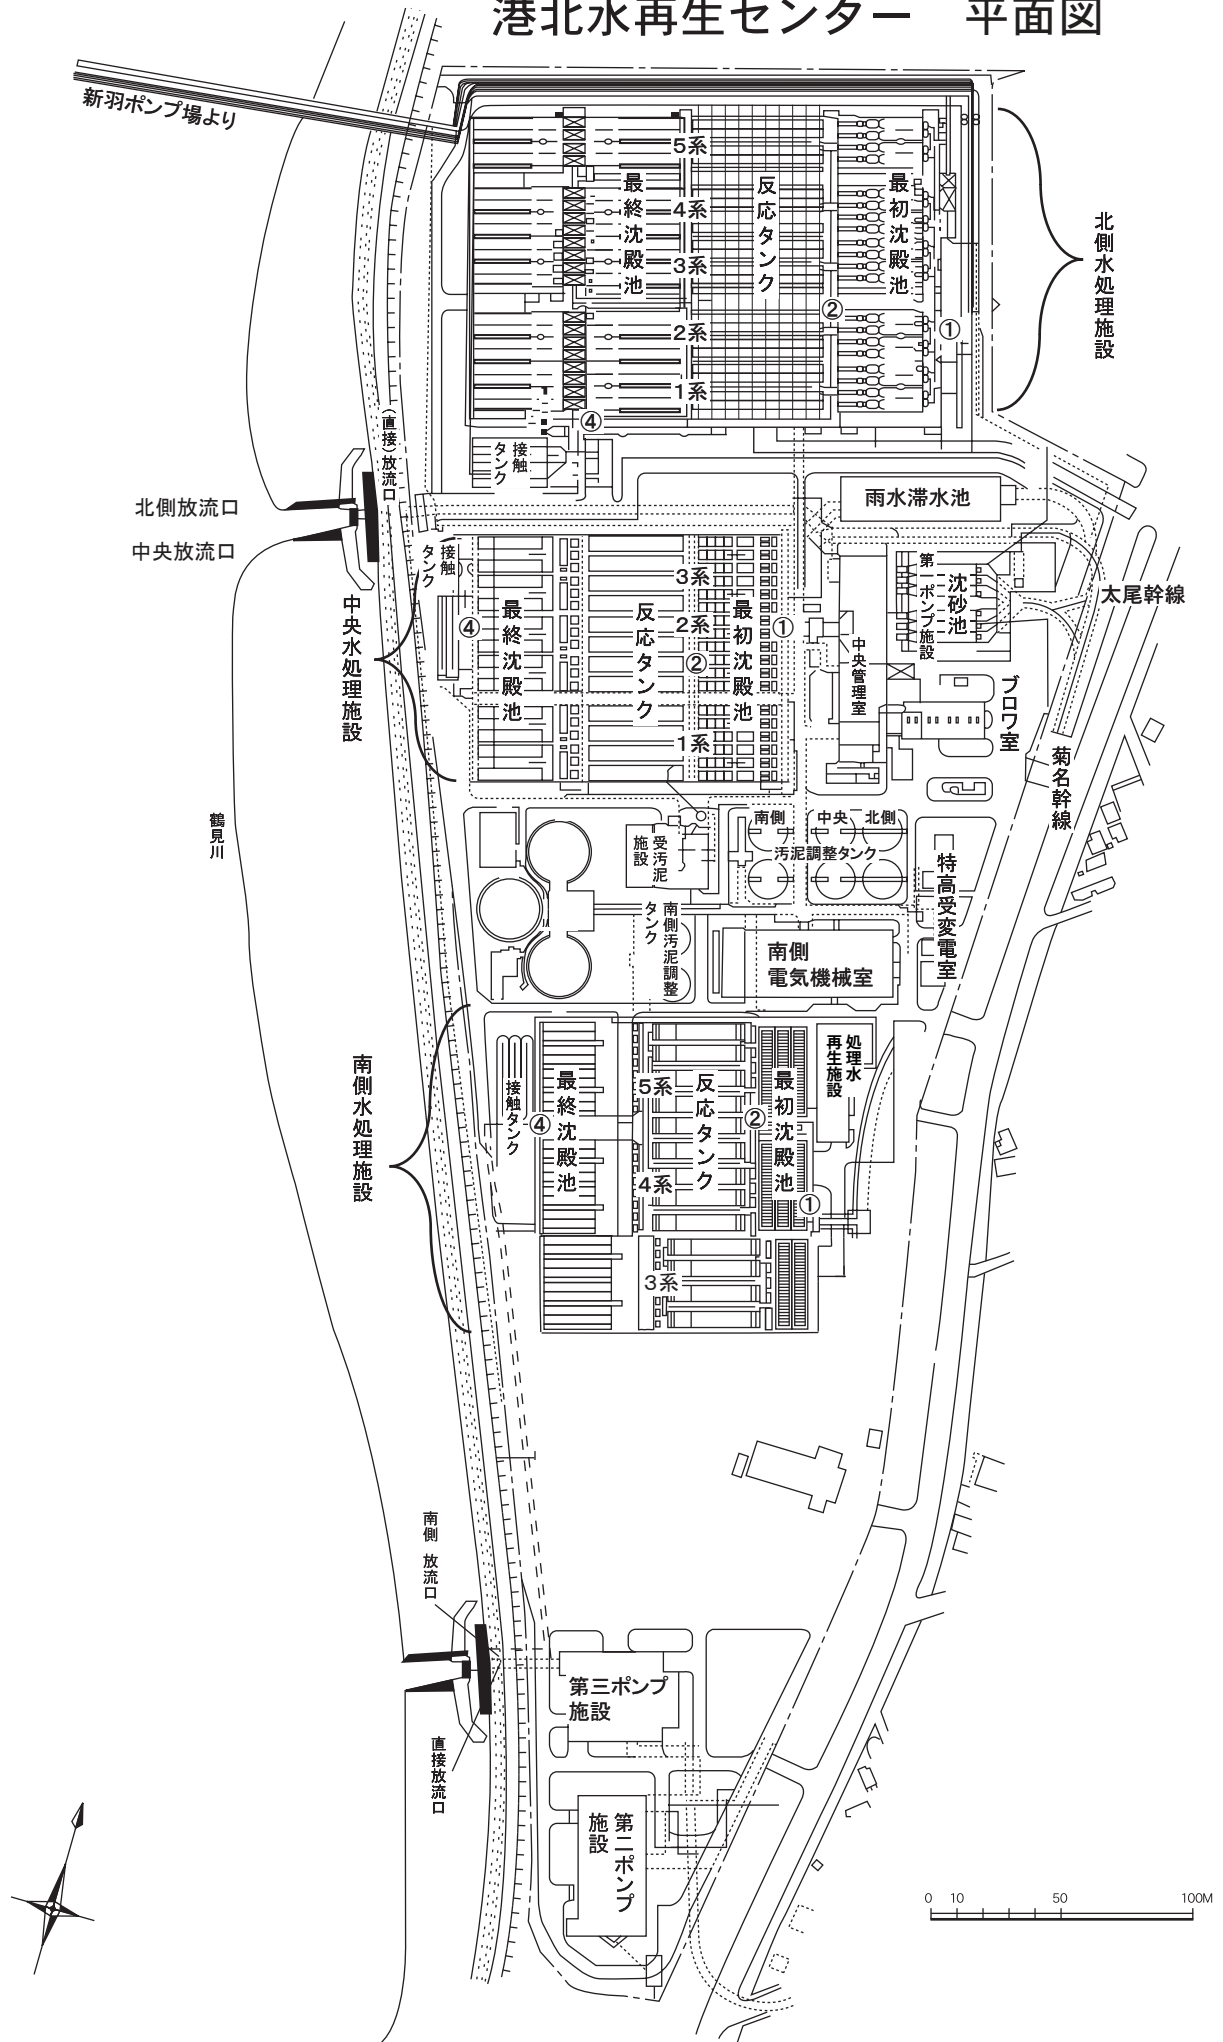 港北水再生センター　平面図
新羽ポンプ場より
5系
4系
3系
2系
1系
最終沈殿池
反応タンク
最初沈殿池
②
①
④
北側水処理施設
接触
タンク
(直接)放流口
北側放流口
中央放流口
雨水滞水池
接触
タンク
3系
2系
1系
④
最終沈殿池
反応タンク
②
最初沈殿池
①
中央水処理施設
中央管理室
第一ポンプ施設
沈砂池
太尾幹線
ブロワ室
菊名幹線
鶴見川
受汚泥
施設
南側
中央
北側
汚泥調整タンク
特高受変電室
南側汚泥調整
タンク
南側
電気機械室
南側水処理施設
接触タンク
④
最終沈殿池
5系
4系
3系
反応タンク
②
最初沈殿池
①
処理水
再生施設
南側 放流口
直接放流口
第三ポンプ
施設
第二ポンプ
施設
0 10 50 100M